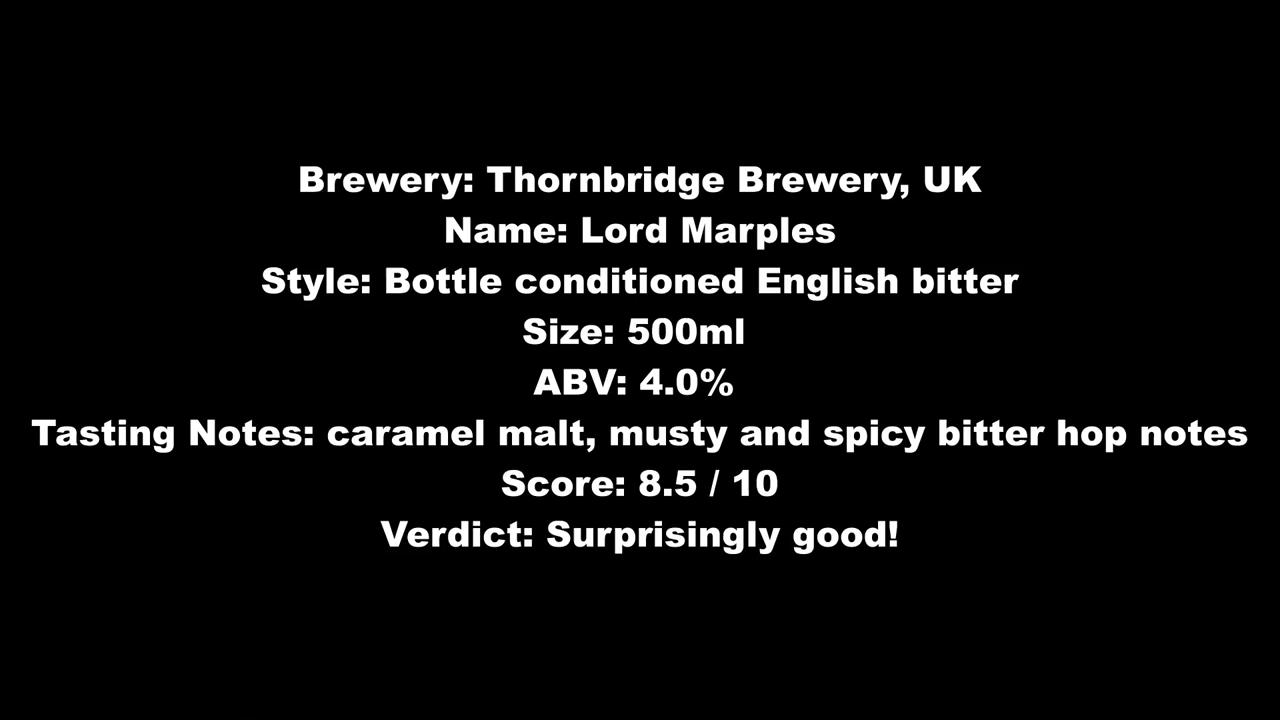 Brewery: Thornbridge Brewery, UK
Name: Lord Marples
Style: Bottle conditioned English bitter
Size: 500ml
ABV: 4.0%
Tasting Notes: caramel malt, musty and spicy bitter hop notes
Score: 8.5 / 10
Verdict: Surprisingly good!